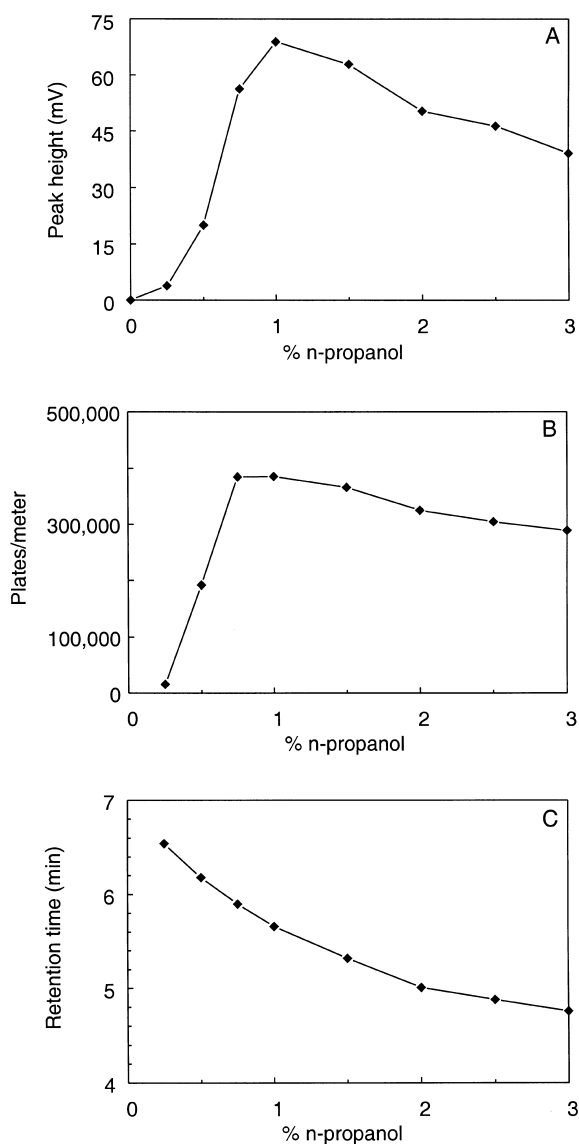 A
75
60
45
30
15
0
Peak height (mV)
0 1 2 3
% n-propanol
B
500,000
300,000
100,000
0
Plates/meter
0 1 2 3
% n-propanol
C
7
6
5
4
Retention time (min)
0 1 2 3
% n-propanol